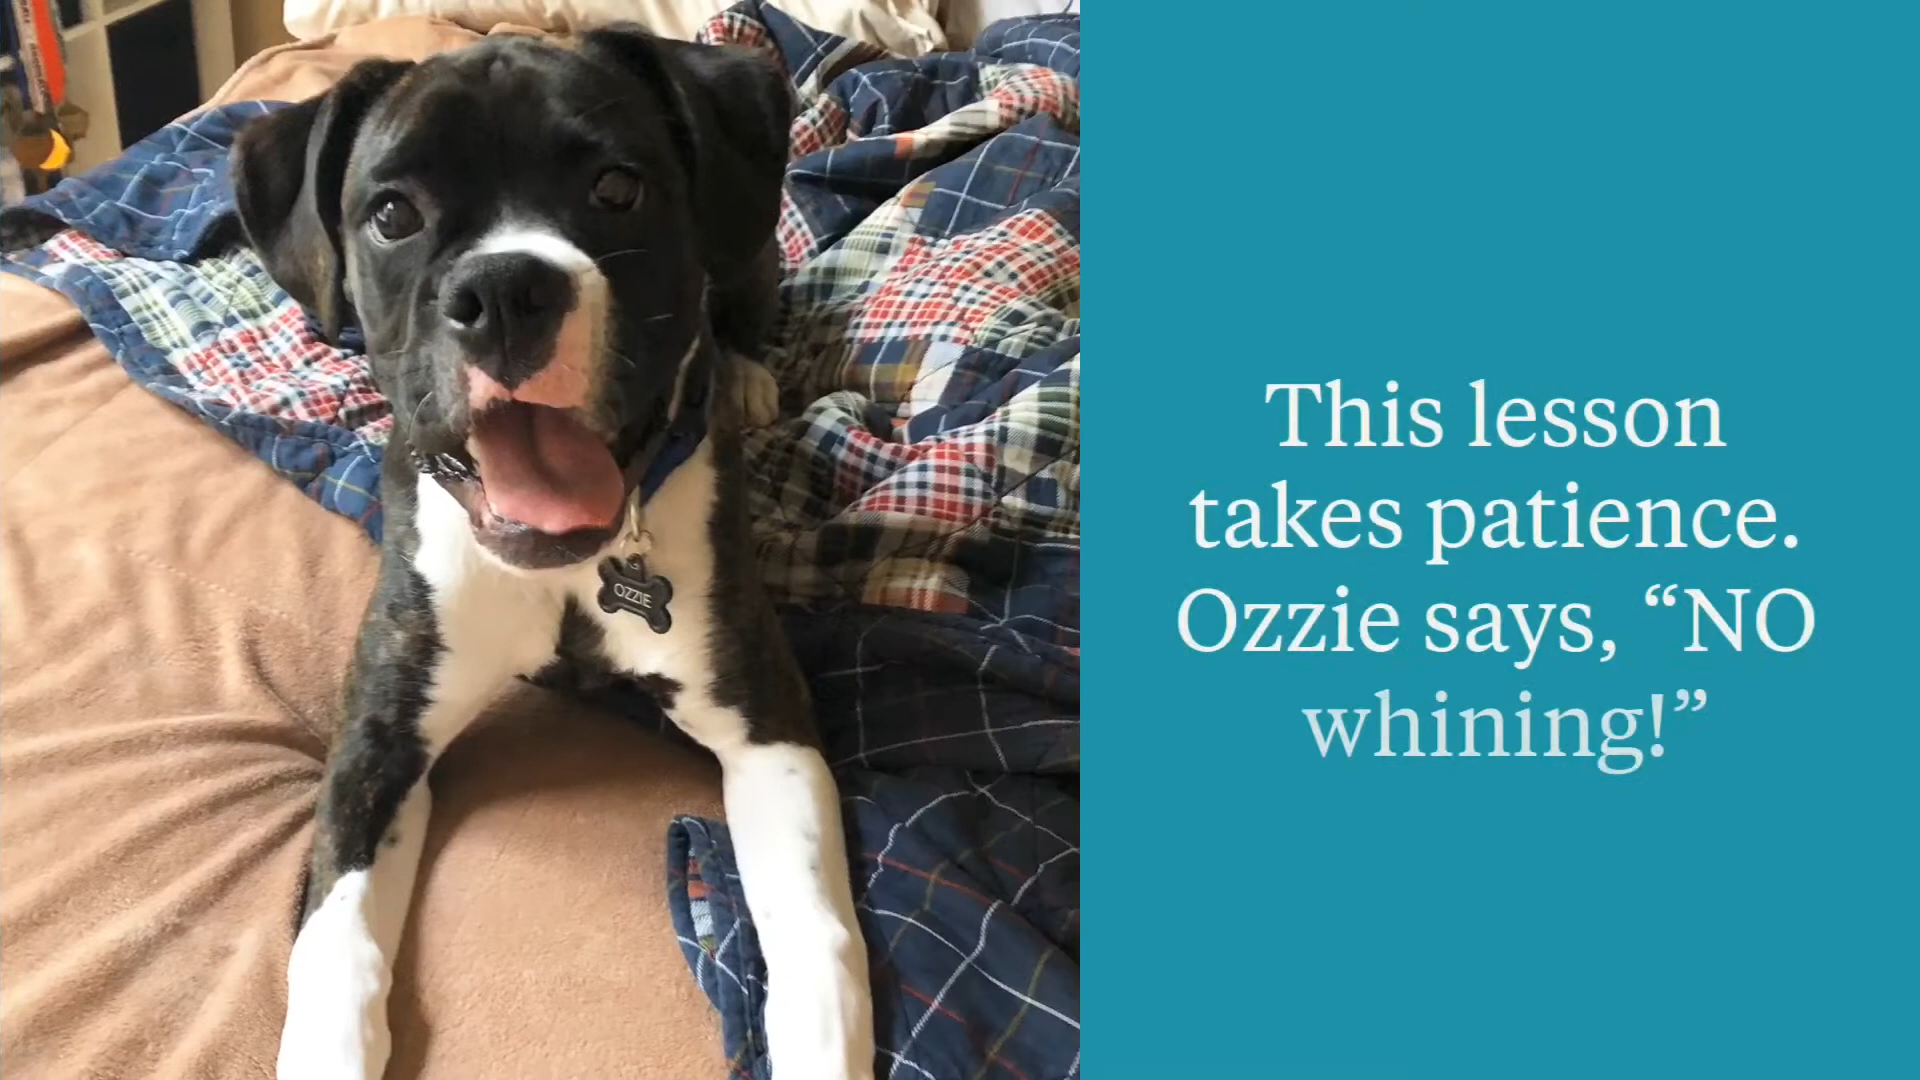 This lesson
takes patience.
Ozzie says, “NO
whining!”
OZZIE